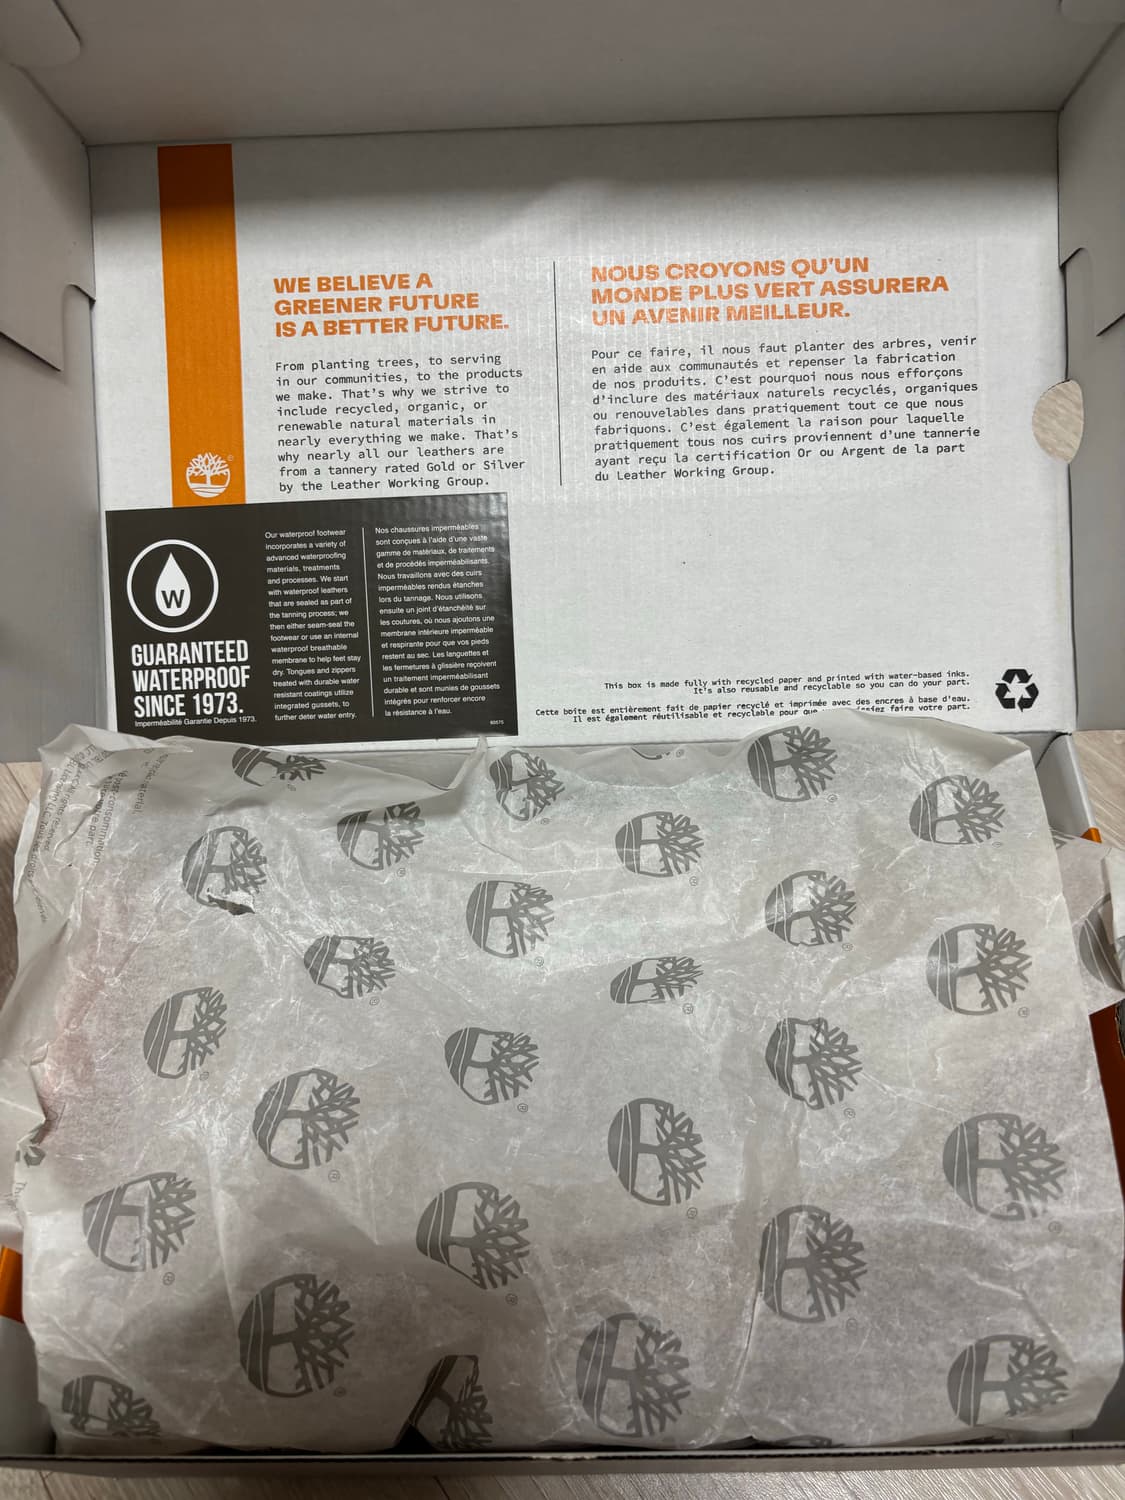 WE BELIEVE A
GREENER FUTURE
IS A BETTER FUTURE.
From planting trees, to serving
in our communities, to the products
we make. That's why we strive to
include recycled, organic, or
renewable natural materials in
nearly everything we make. That's
why nearly all our leathers are
from a tannery rated Gold or Silver
by the Leather Working Group.
NOUS CROYONS QU'UN
MONDE PLUS VERT ASSURERA
UN AVENIR MEILLEUR.
Pour ce faire, il nous faut planter des arbres, venir
en aide aux communautés et repenser la fabrication
de nos produits. C'est pourquoi nous nous efforçons
d'inclure des matériaux naturels recyclés, organiques
ou renouvelables dans pratiquement tout ce que nous
fabriquons. C'est également la raison pour laquelle
pratiquement tous nos cuirs proviennent d'une tannerie
ayant reçu la certification Or ou Argent de la part
du Leather Working Group.
W
GUARANTEED
WATERPROOF
SINCE 1973.
Imperméabilité Garantie Depuis 1973.
Our waterproof footwear
incorporates a variety of
advanced waterproofing
materials, treatments
and processes. We start
with waterproof leathers
that are sealed as part of
the tanning process; we
then either seam-seal the
footwear or use an internal
waterproof breathable
membrane to help feet stay
dry. Tongues and zippers
treated with durable water
resistant coatings utilize
integrated gussets, to
further deter water entry.
Nos chaussures imperméables
sont conçues à l'aide d'une vaste
gamme de matériaux, de traitements
et de procédés imperméabilisants.
Nous travaillons avec des cuirs
imperméables rendus étanches
lors du tannage. Nous utilisons
ensuite un joint d'étanchéité sur
les coutures, où nous ajoutons une
membrane intérieure imperméable
et respirante pour que vos pieds
restent au sec. Les languettes et
les fermetures à glissière reçoivent
un traitement imperméabilisant
durable et sont munies de goussets
intégrés pour renforcer encore
la résistance à l'eau.
60575
This box is made fully with recycled paper and printed with water-based inks.
It's also reusable and recyclable so you can do your part.
Cette boîte est entièrement fait de papier recyclé et imprimée avec des encres à base d'eau.
Il est également réutilisable et recyclable pour que faire votre part.